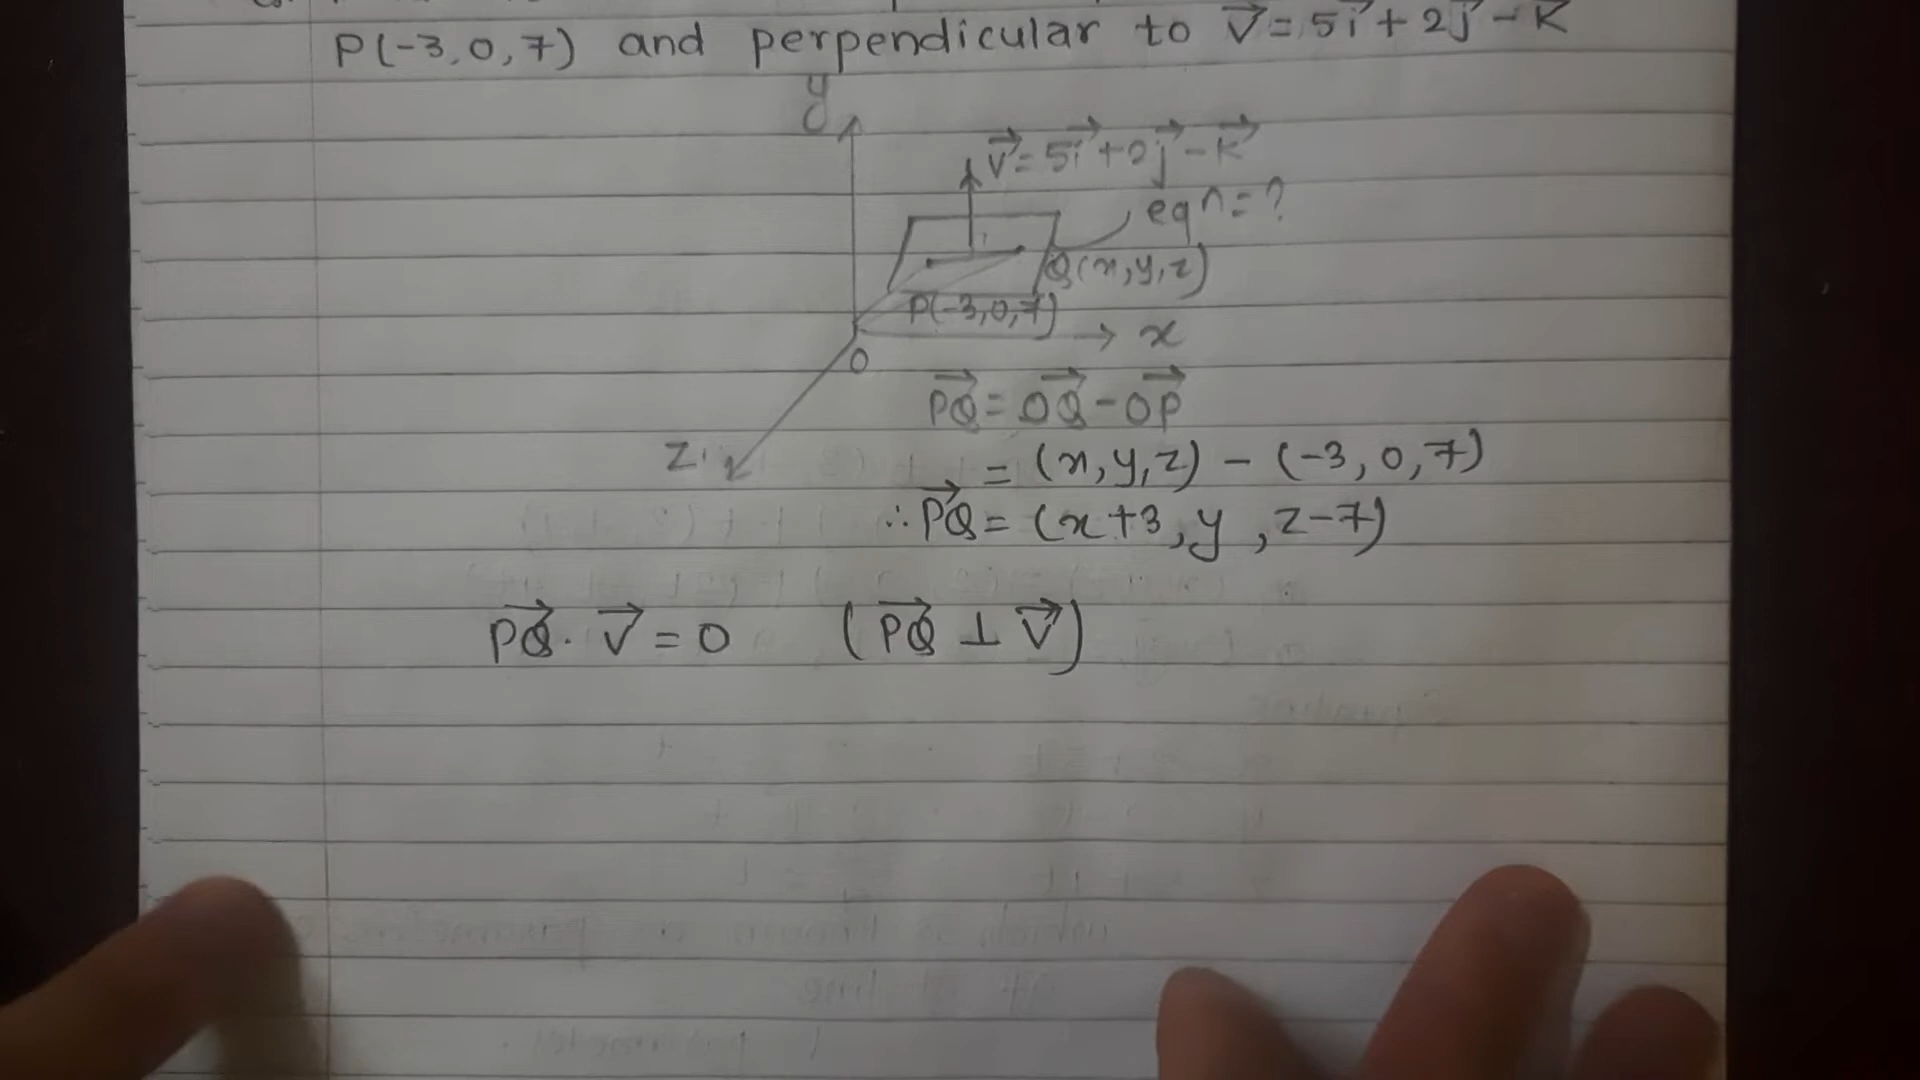 P(-3,0,7) and perpendicular to v⃗ = 5i⃗ + 2j⃗ - k⃗
y
v⃗ = 5i⃗ + 2j⃗ - k⃗
eqn = ?
Q(x,y,z)
P(-3,0,7)
x
O
PQ⃗ = OQ⃗ - OP⃗
z
= (x,y,z) - (-3,0,7)
∴ PQ⃗ = (x+3, y, z-7)
PQ⃗ . v⃗ = 0 (PQ⃗ ⊥ v⃗)